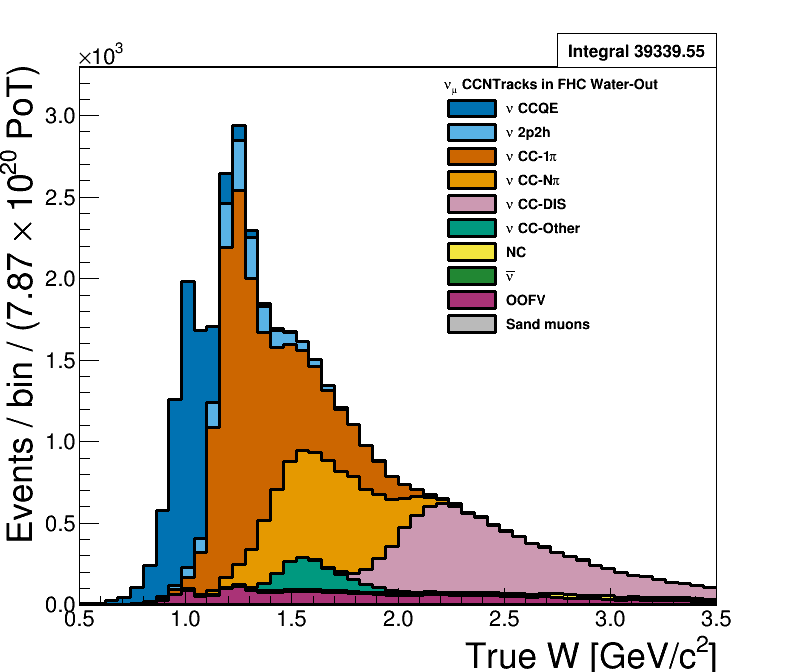 Integral 39339.55
×10³
ν_μ CCNTracks in FHC Water-Out
ν CCQE
ν 2p2h
ν CC-1π
ν CC-Nπ
ν CC-DIS
ν CC-Other
NC
ν̅
OOFV
Sand muons
Events / bin / (7.87 × 10²⁰ PoT)
3.0
2.5
2.0
1.5
1.0
0.5
0.0
0.5 1.0 1.5 2.0 2.5 3.0 3.5
True W [GeV/c²]